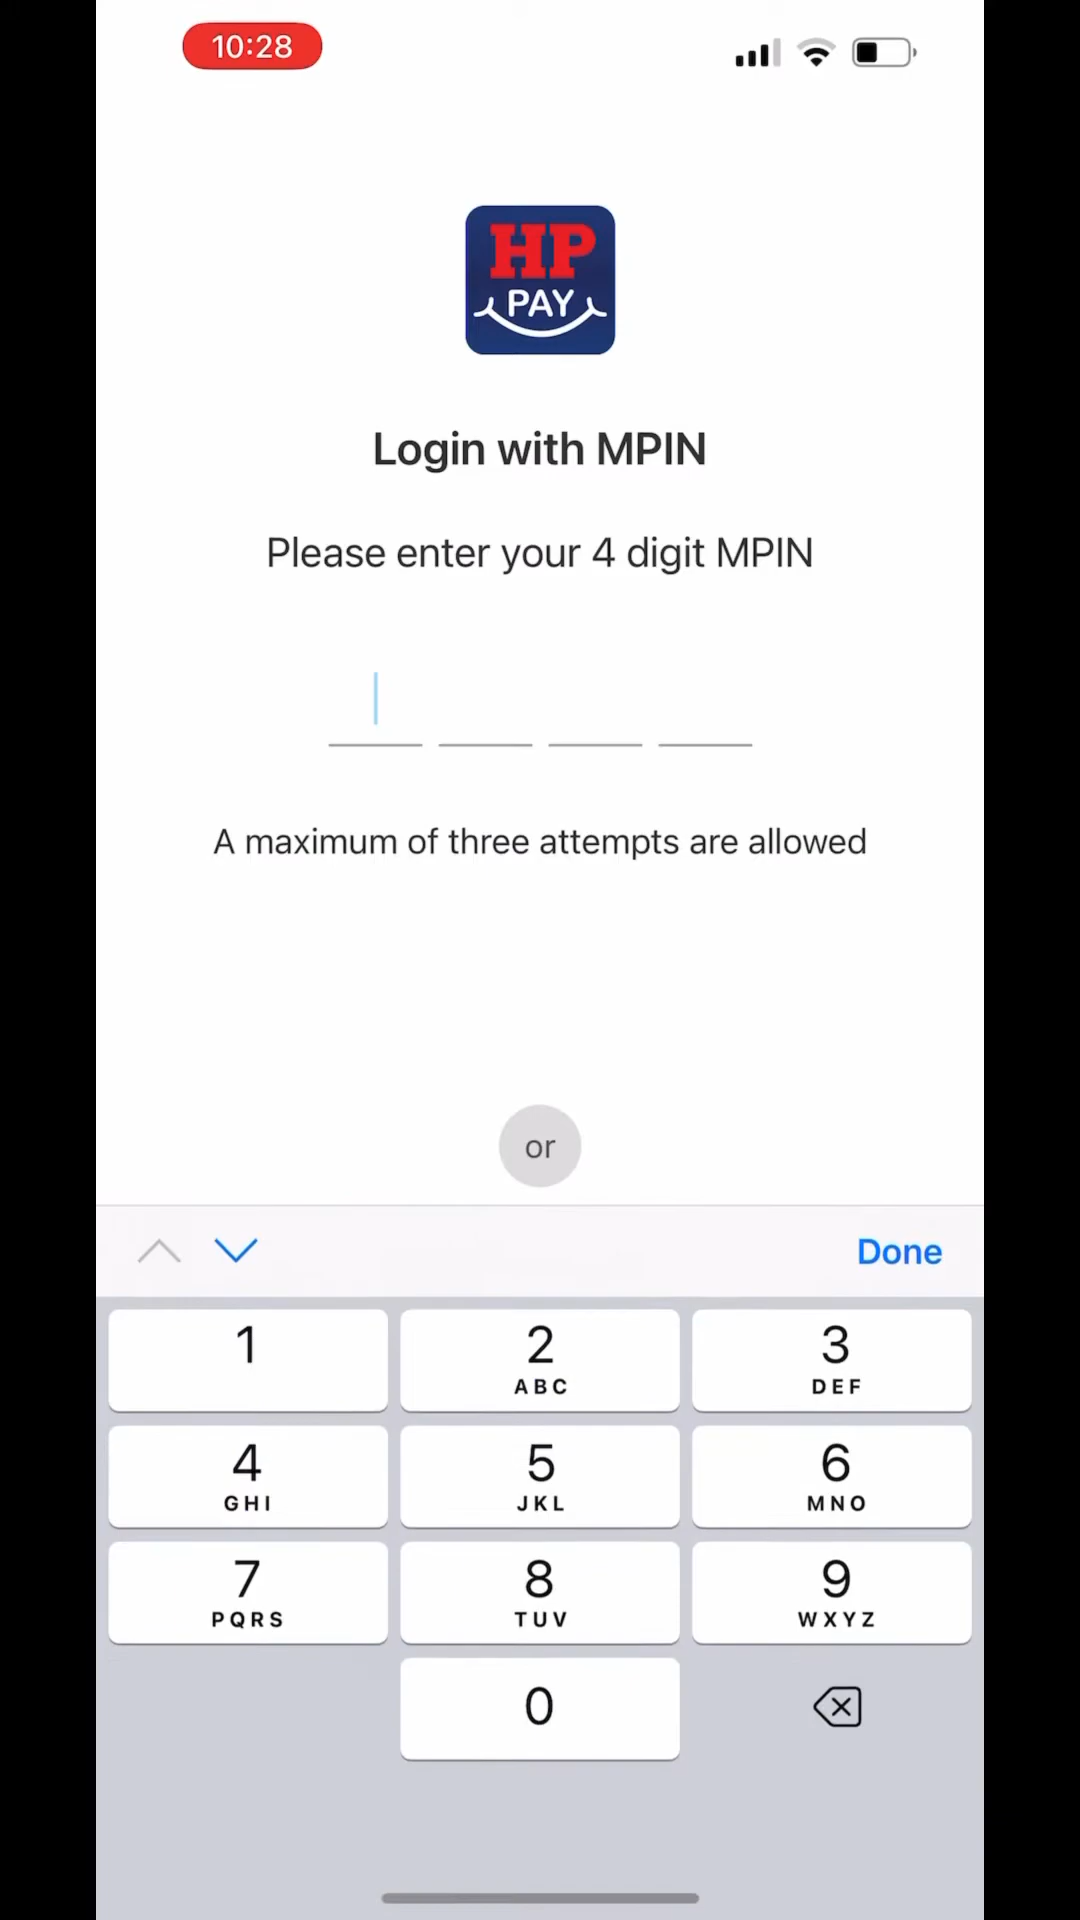 10:28
HP
PAY
Login with MPIN
Please enter your 4 digit MPIN
A maximum of three attempts are allowed
or
Done
1
2
ABC
3
DEF
4
GHI
5
JKL
6
MNO
7
PQRS
8
TUV
9
WXYZ
0